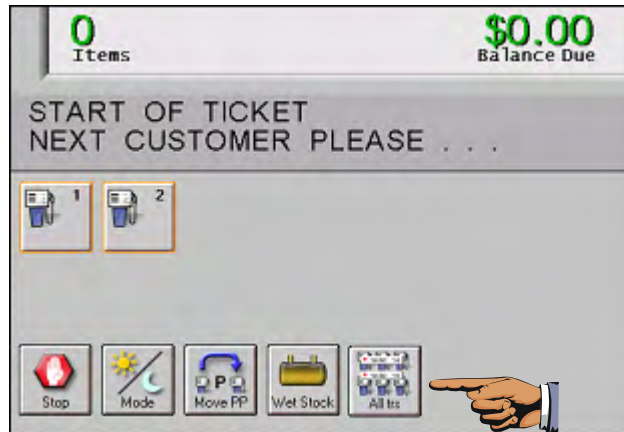 0 $0.00
Items Balance Due
START OF TICKET
NEXT CUSTOMER PLEASE . . .
1 2
P
Stop Mode Move PP Wet Stock All trs